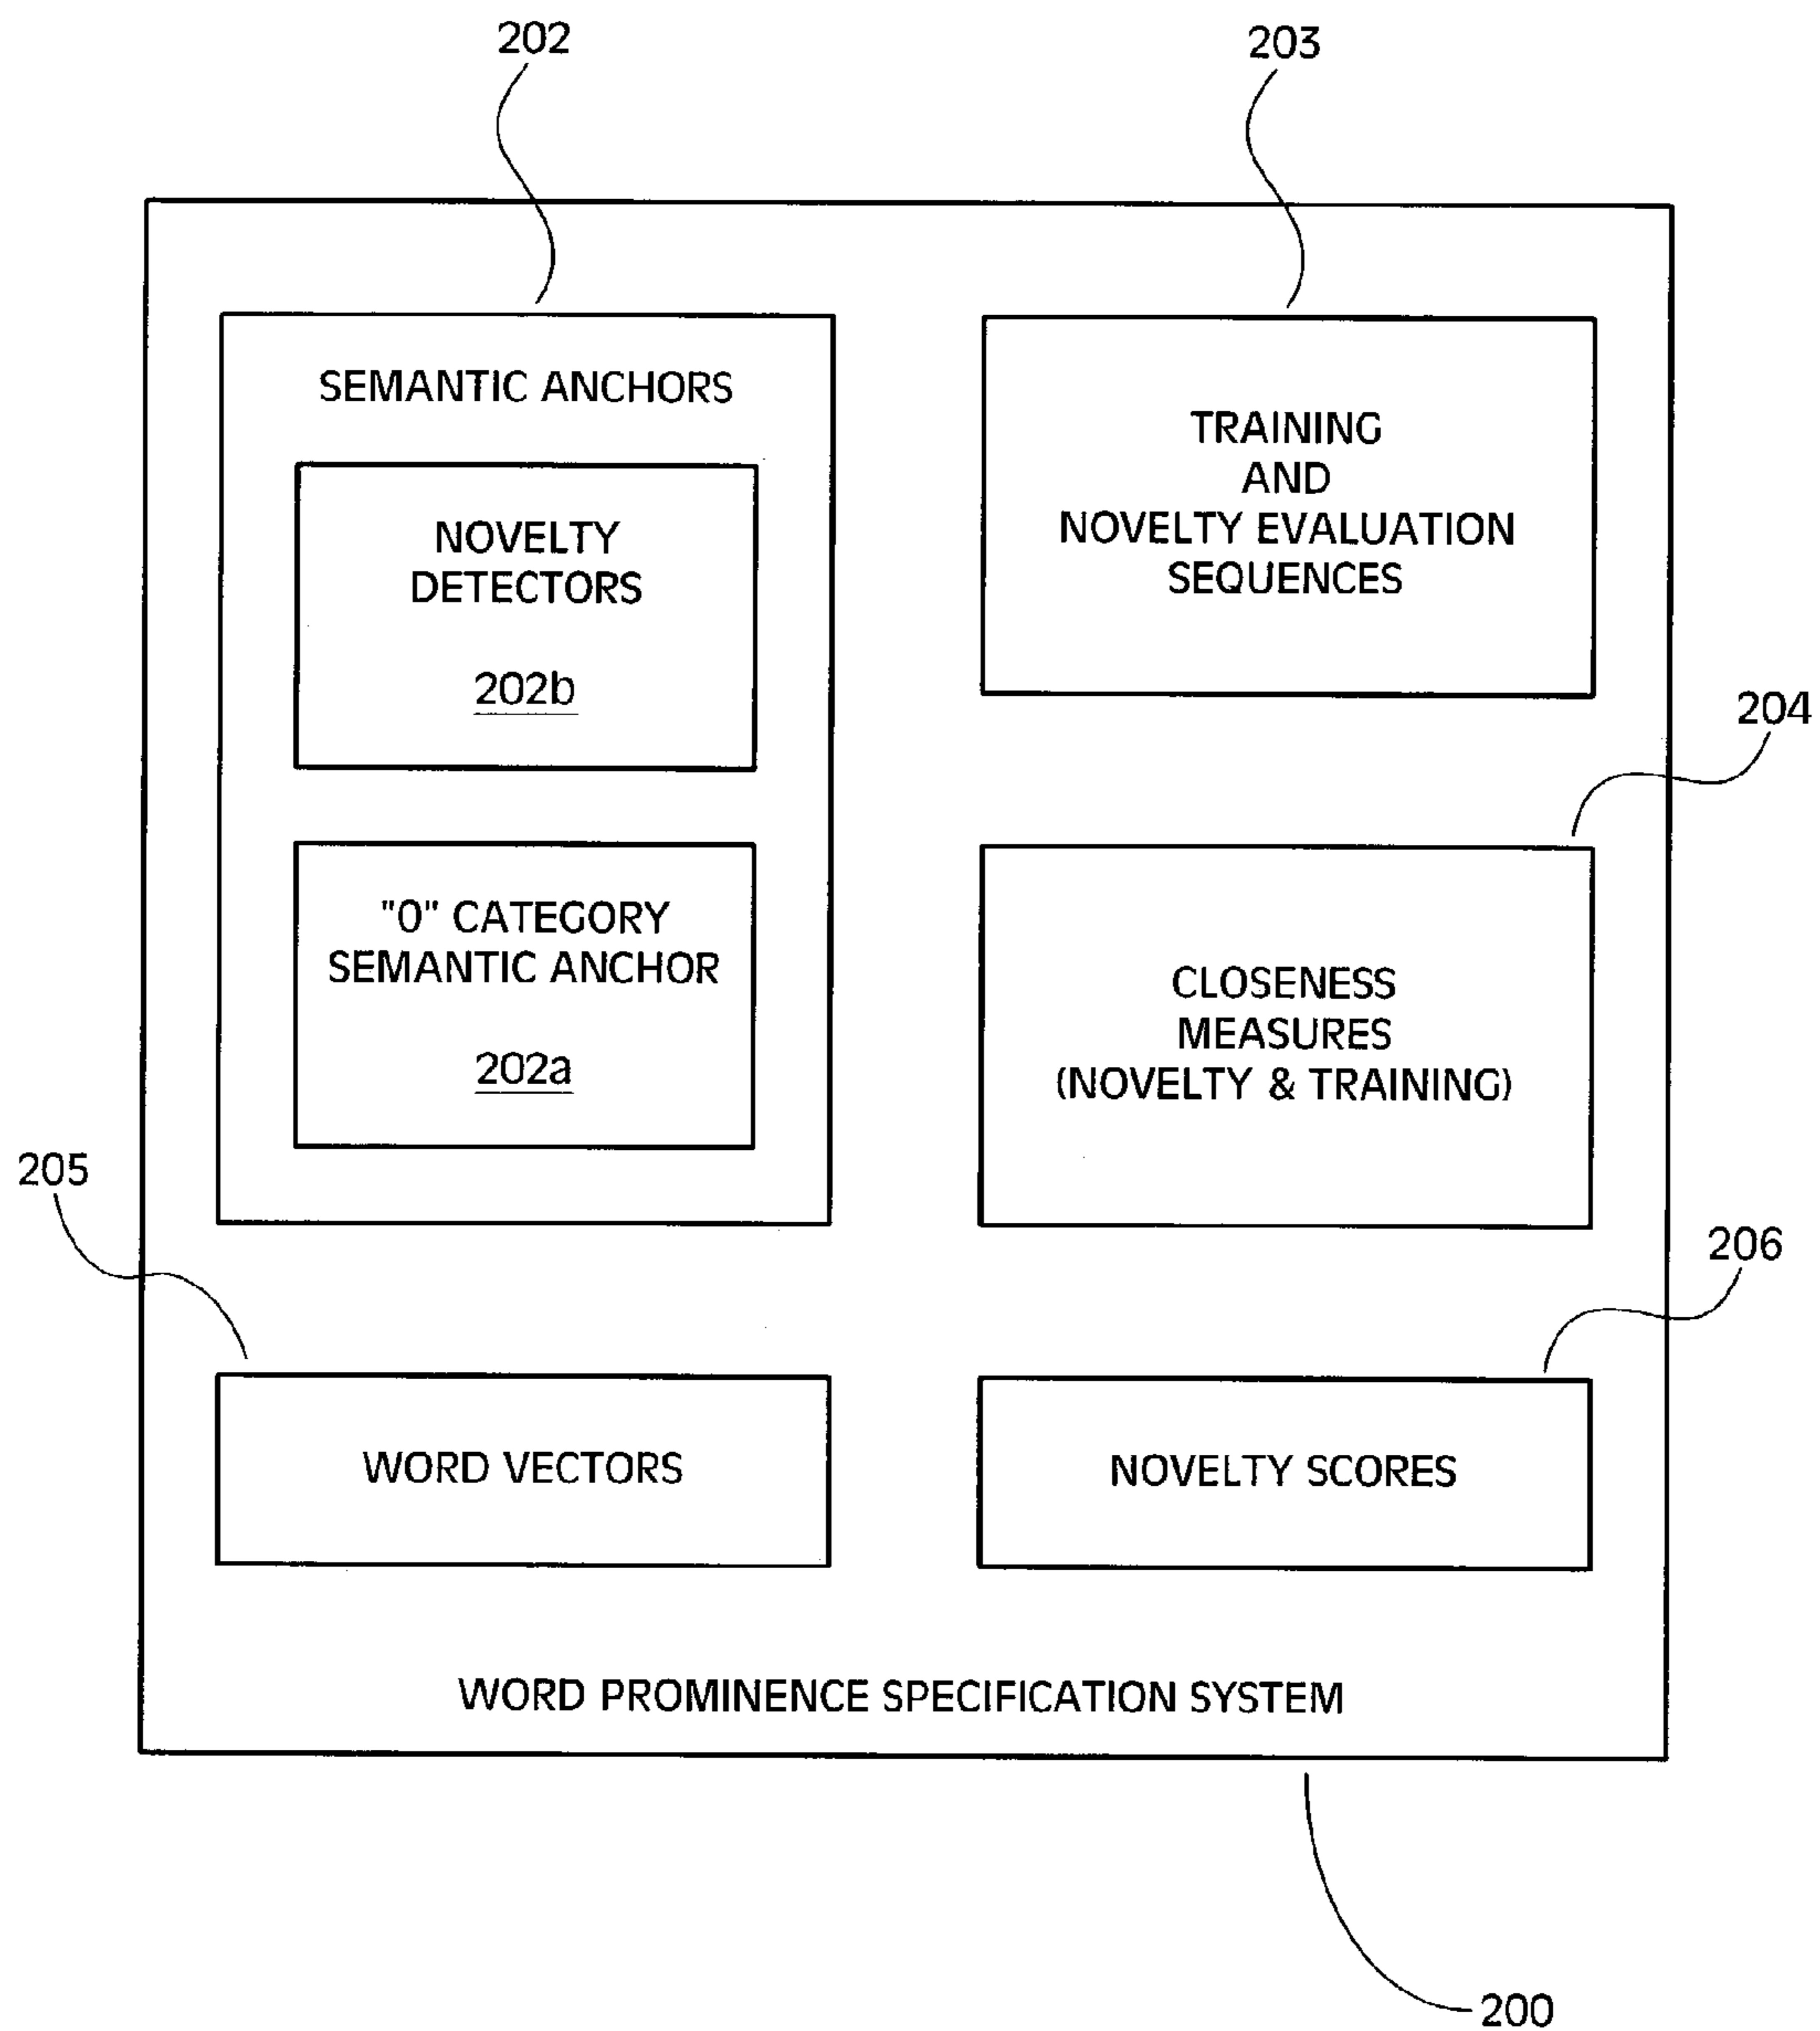 202
203
SEMANTIC ANCHORS
NOVELTY
DETECTORS
202b
"0" CATEGORY
SEMANTIC ANCHOR
202a
TRAINING
AND
NOVELTY EVALUATION
SEQUENCES
204
CLOSENESS
MEASURES
(NOVELTY & TRAINING)
205
206
WORD VECTORS
NOVELTY SCORES
WORD PROMINENCE SPECIFICATION SYSTEM
200